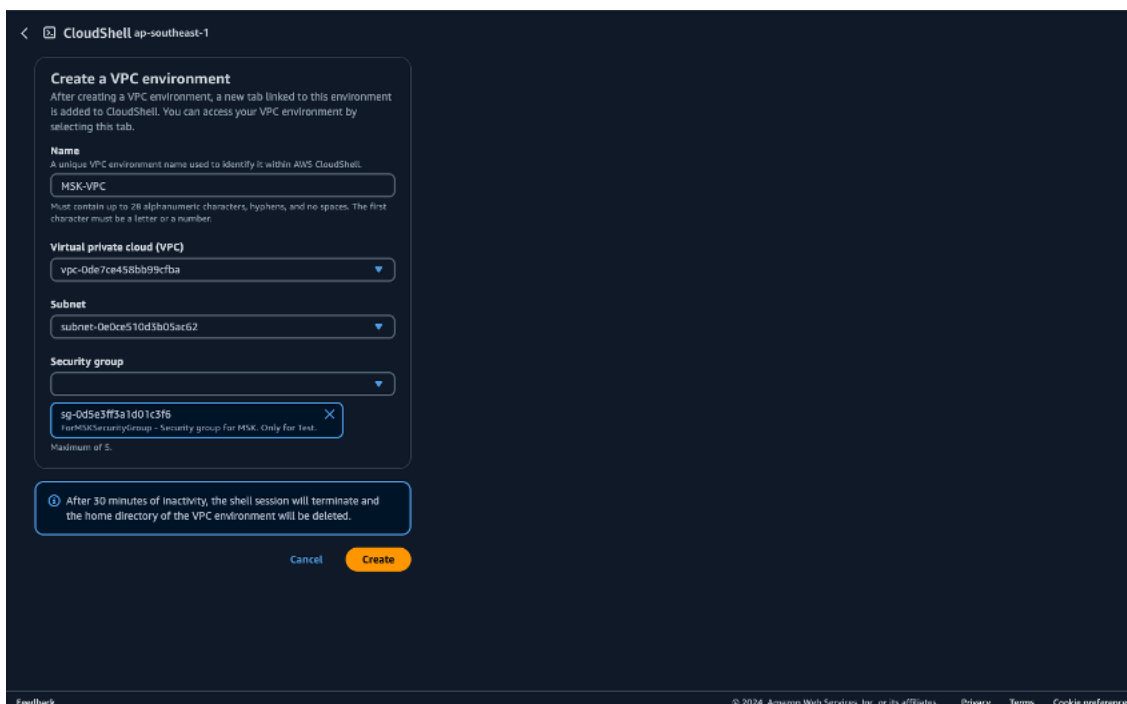 CloudShell ap-southeast-1
Create a VPC environment
After creating a VPC environment, a new tab linked to this environment
is added to CloudShell. You can access your VPC environment by
selecting this tab.
Name
A unique VPC environment name used to identify it within AWS CloudShell.
MSK-VPC
Must contain up to 28 alphanumeric characters, hyphens, and no spaces. The first
character must be a letter or a number.
Virtual private cloud (VPC)
vpc-0de7ce458bb99cfba
Subnet
subnet-0e0ce510d3b05ac62
Security group
sg-0d5e3ff3a1d01c3f6
ForMSKSecurityGroup - Security group for MSK. Only for Test.
Maximum of 5.
After 30 minutes of inactivity, the shell session will terminate and
the home directory of the VPC environment will be deleted.
Cancel Create
Feedback © 2024, Amazon Web Services, Inc. or its affiliates. Privacy Terms Cookie preference